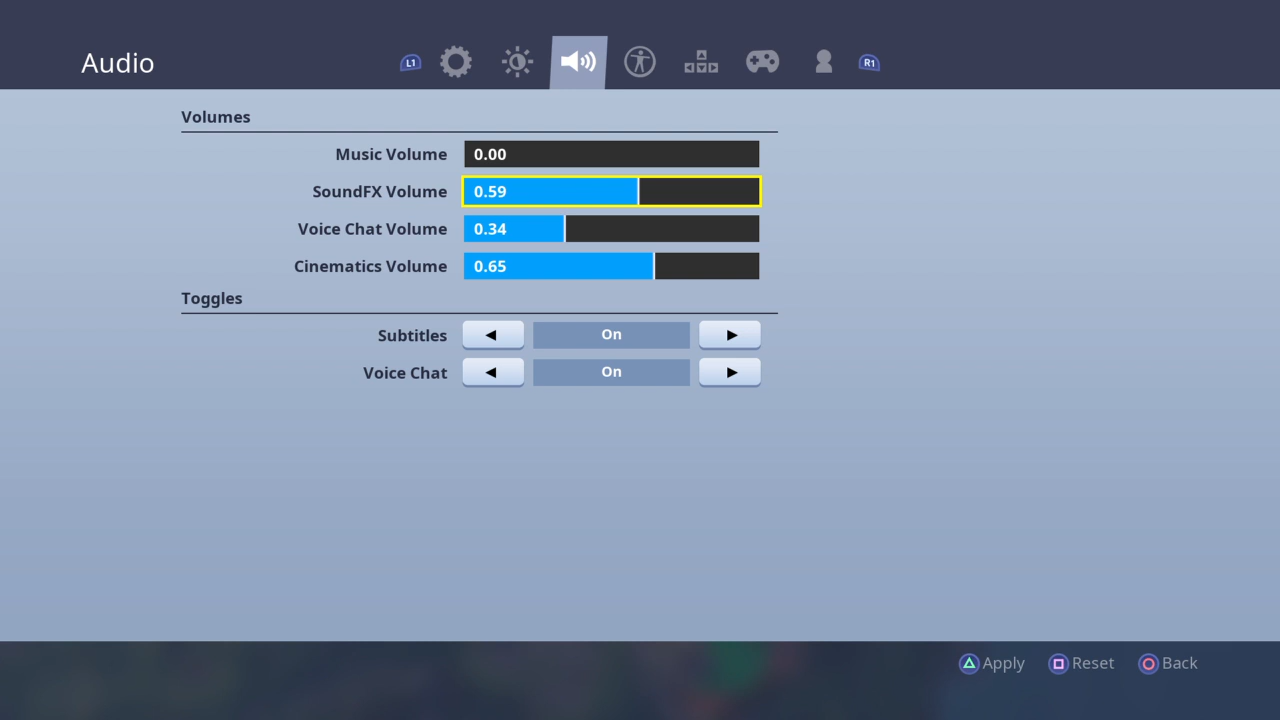 Audio
L1
R1
Volumes
Music Volume 0.00
SoundFX Volume 0.59
Voice Chat Volume 0.34
Cinematics Volume 0.65
Toggles
Subtitles On
Voice Chat On
Apply Reset Back